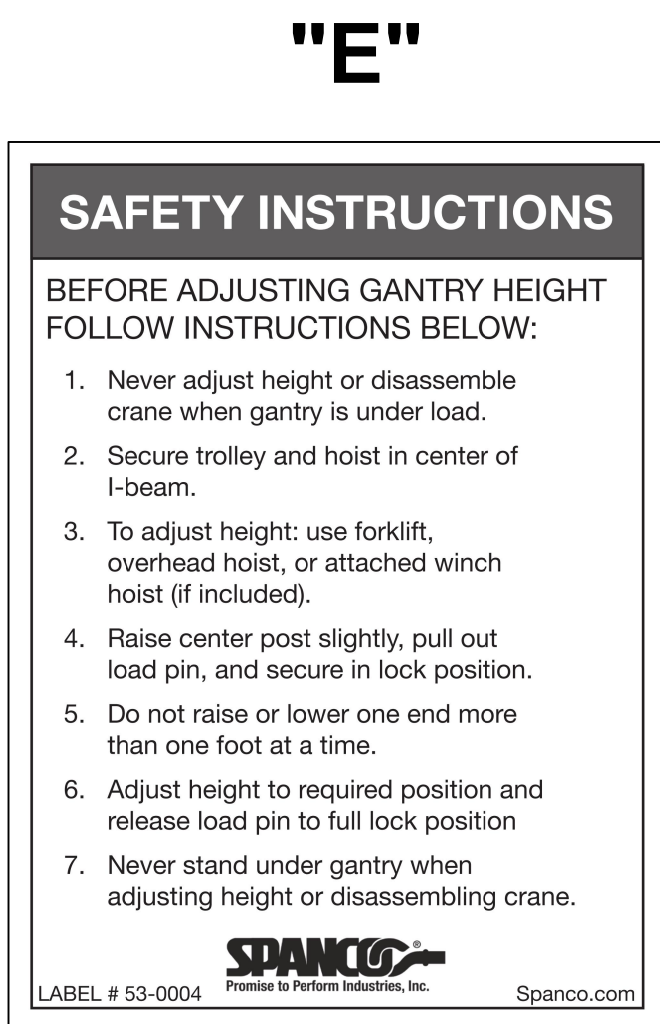 "E"
SAFETY INSTRUCTIONS
BEFORE ADJUSTING GANTRY HEIGHT
FOLLOW INSTRUCTIONS BELOW:
1. Never adjust height or disassemble
crane when gantry is under load.
2. Secure trolley and hoist in center of
I-beam.
3. To adjust height: use forklift,
overhead hoist, or attached winch
hoist (if included).
4. Raise center post slightly, pull out
load pin, and secure in lock position.
5. Do not raise or lower one end more
than one foot at a time.
6. Adjust height to required position and
release load pin to full lock position
7. Never stand under gantry when
adjusting height or disassembling crane.
SPANCO®
Promise to Perform Industries, Inc.
LABEL # 53-0004
Spanco.com